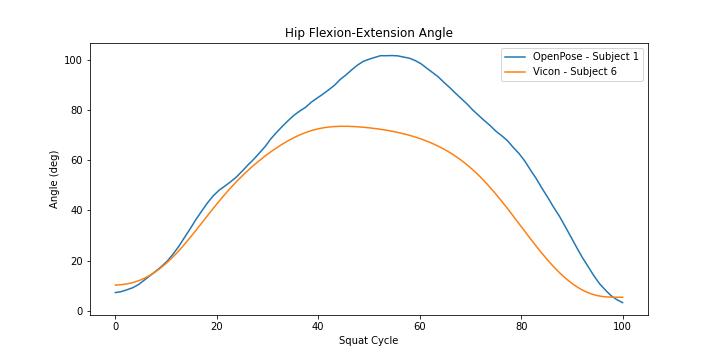 Hip Flexion-Extension Angle
OpenPose - Subject 1
Vicon - Subject 6
Angle (deg)
100
80
60
40
20
0
0 20 40 60 80 100
Squat Cycle